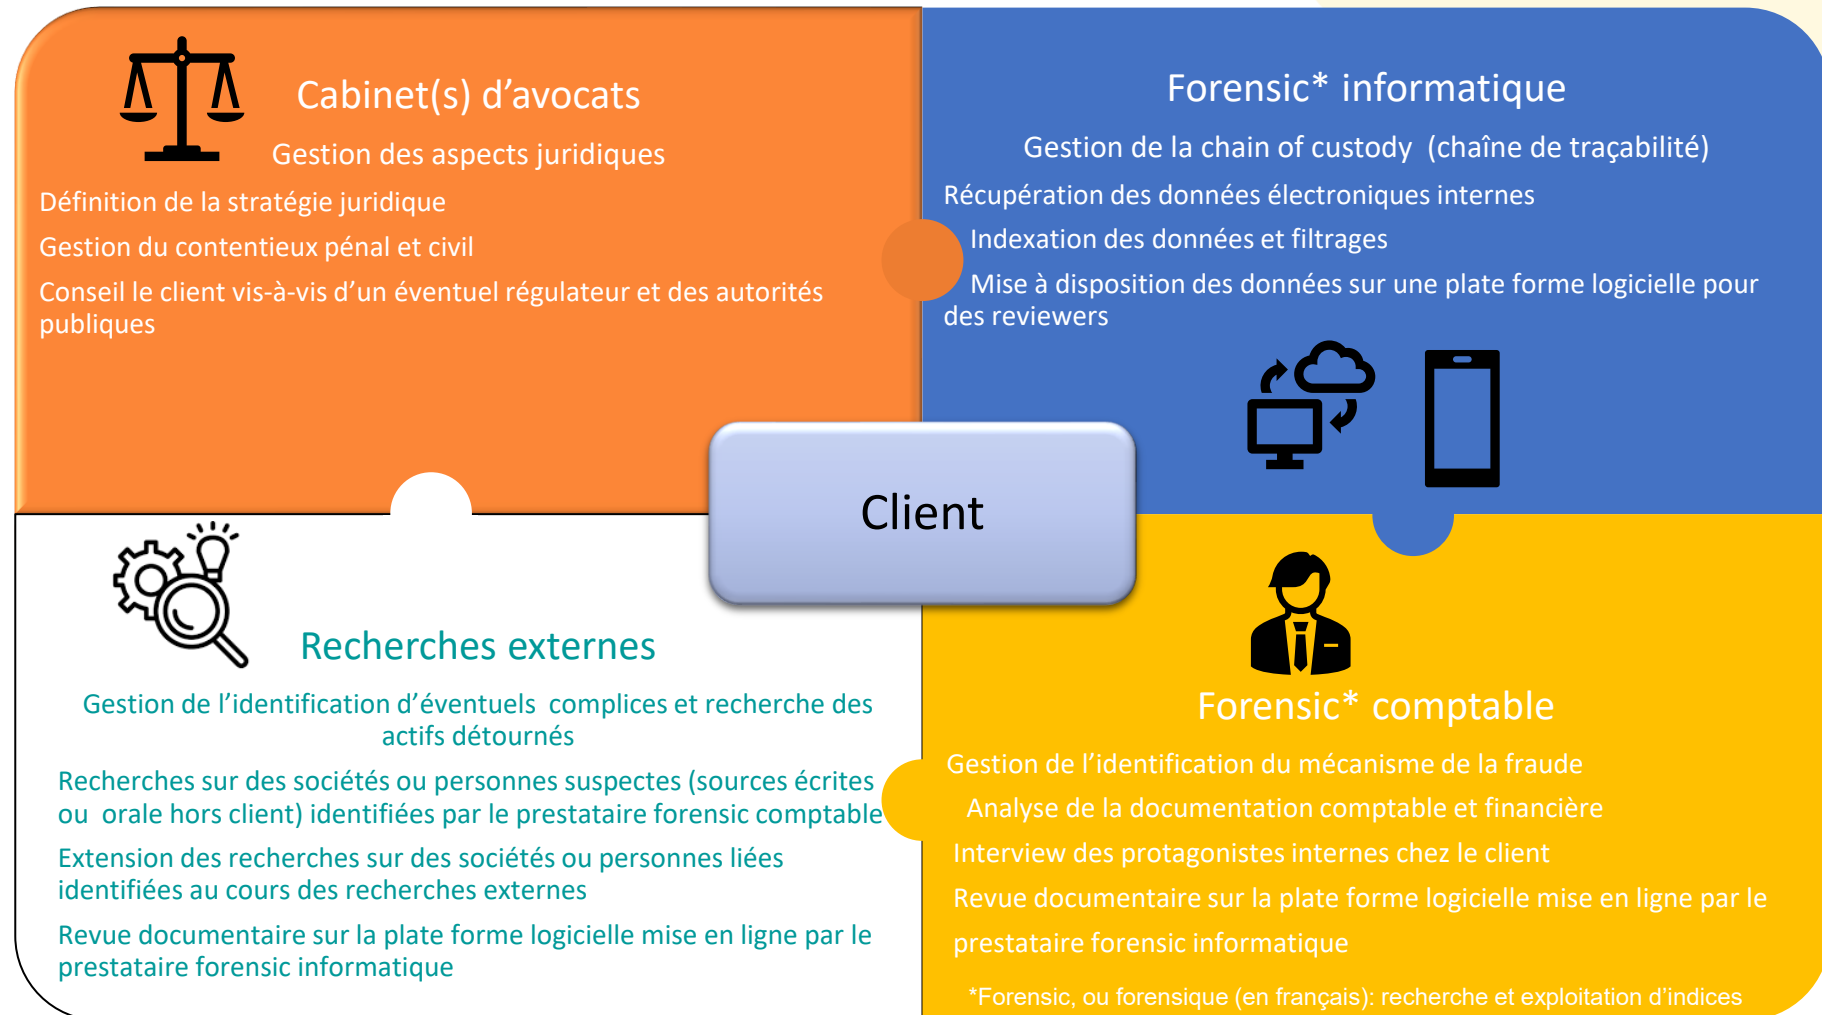 Cabinet(s) d’avocats
Gestion des aspects juridiques
Définition de la stratégie juridique
Gestion du contentieux pénal et civil
Conseil le client vis-à-vis d’un éventuel régulateur et des autorités
publiques
Forensic* informatique
Gestion de la chain of custody (chaîne de traçabilité)
Récupération des données électroniques internes
Indexation des données et filtrages
Mise à disposition des données sur une plate forme logicielle pour
des reviewers
Client
Recherches externes
Gestion de l’identification d’éventuels complices et recherche des
actifs détournés
Recherches sur des sociétés ou personnes suspectes (sources écrites
ou orale hors client) identifiées par le prestataire forensic comptable
Extension des recherches sur des sociétés ou personnes liées
identifiées au cours des recherches externes
Revue documentaire sur la plate forme logicielle mise en ligne par le
prestataire forensic informatique
Forensic* comptable
Gestion de l’identification du mécanisme de la fraude
Analyse de la documentation comptable et financière
Interview des protagonistes internes chez le client
Revue documentaire sur la plate forme logicielle mise en ligne par le
prestataire forensic informatique
*Forensic, ou forensique (en français): recherche et exploitation d’indices